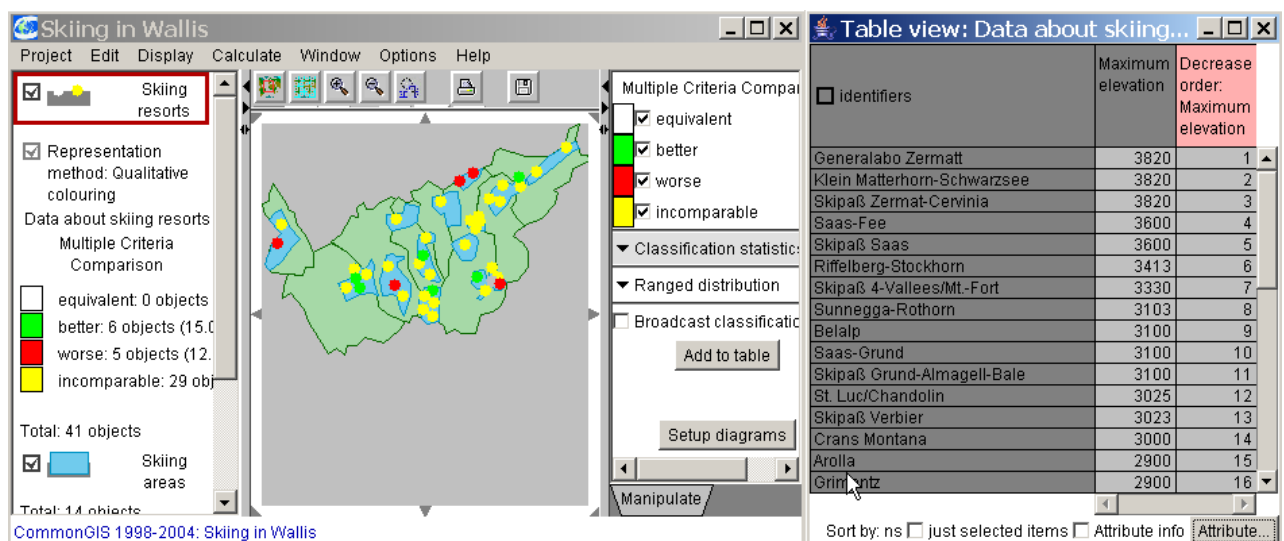 Skiing in Wallis
Project Edit Display Calculate Window Options Help
Skiing
resorts
Representation
method: Qualitative
colouring
Data about skiing resorts
Multiple Criteria
Comparison
equivalent: 0 objects
better: 6 objects (15.0
worse: 5 objects (12.
incomparable: 29 obj
Total: 41 objects
Skiing
areas
Total: 14 objects
Multiple Criteria Compar
equivalent
better
worse
incomparable
Classification statistics
Ranged distribution
Broadcast classificatio
Add to table
Setup diagrams
Manipulate
CommonGIS 1998-2004: Skiing in Wallis
Table view: Data about skiing...
identifiers
Maximum
elevation
Decrease
order:
Maximum
elevation
Generalabo Zermatt 3820 1
Klein Matterhorn-Schwarzsee 3820 2
Skipaß Zermat-Cervinia 3820 3
Saas-Fee 3600 4
Skipaß Saas 3600 5
Riffelberg-Stockhorn 3413 6
Skipaß 4-Vallees/Mt.-Fort 3330 7
Sunnegga-Rothorn 3103 8
Belalp 3100 9
Saas-Grund 3100 10
Skipaß Grund-Almagell-Bale 3100 11
St. Luc/Chandolin 3025 12
Skipaß Verbier 3023 13
Crans Montana 3000 14
Arolla 2900 15
Grimentz 2900 16
Sort by: ns just selected items Attribute info Attribute...